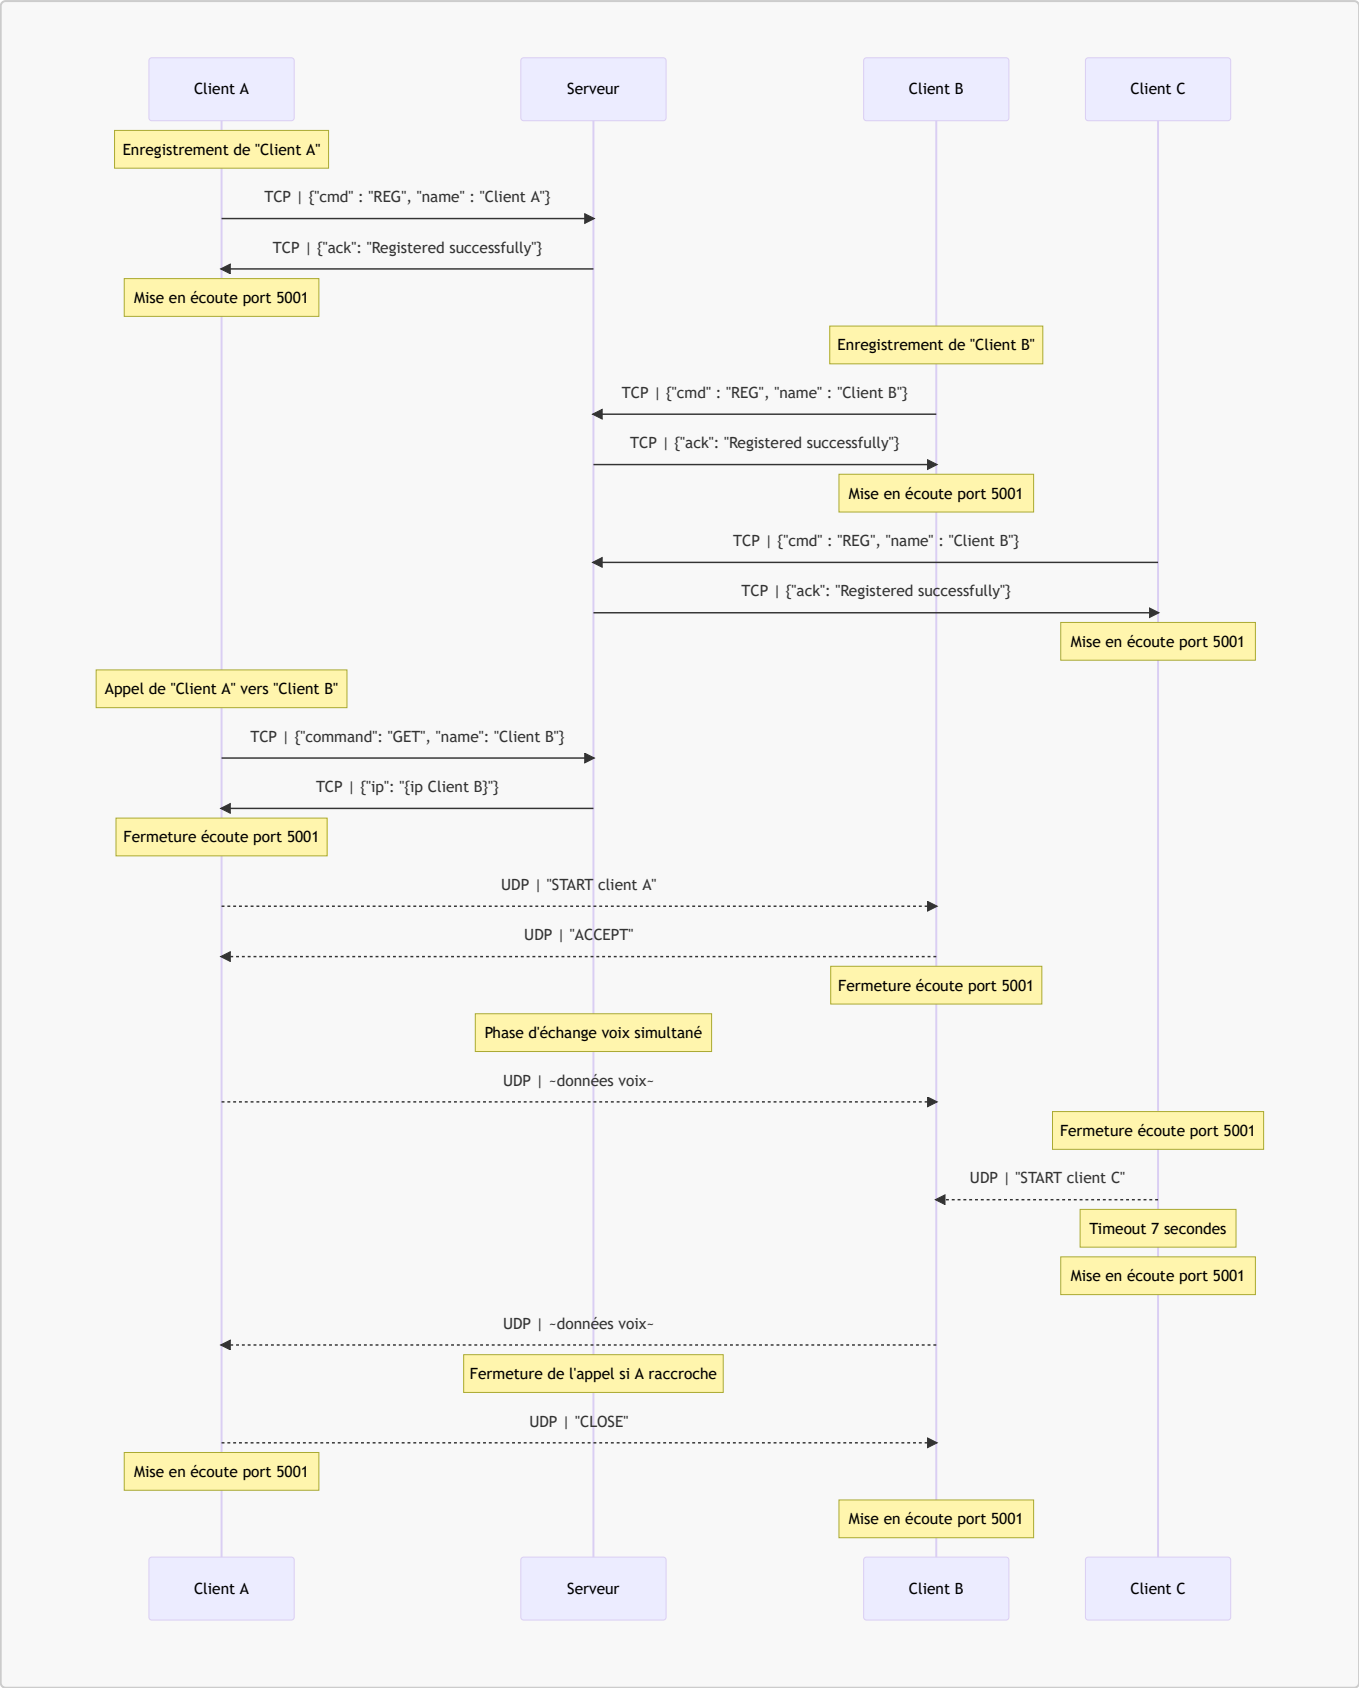 Client A
Serveur
Client B
Client C
Enregistrement de "Client A"
TCP | {"cmd" : "REG", "name" : "Client A"}
TCP | {"ack": "Registered successfully"}
Mise en écoute port 5001
Enregistrement de "Client B"
TCP | {"cmd" : "REG", "name" : "Client B"}
TCP | {"ack": "Registered successfully"}
Mise en écoute port 5001
TCP | {"cmd" : "REG", "name" : "Client B"}
TCP | {"ack": "Registered successfully"}
Mise en écoute port 5001
Appel de "Client A" vers "Client B"
TCP | {"command": "GET", "name": "Client B"}
TCP | {"ip": "{ip Client B}"}
Fermeture écoute port 5001
UDP | "START client A"
UDP | "ACCEPT"
Fermeture écoute port 5001
Phase d'échange voix simultané
UDP | ~données voix~
Fermeture écoute port 5001
UDP | "START client C"
Timeout 7 secondes
Mise en écoute port 5001
UDP | ~données voix~
Fermeture de l'appel si A raccroche
UDP | "CLOSE"
Mise en écoute port 5001
Mise en écoute port 5001
Client A
Serveur
Client B
Client C